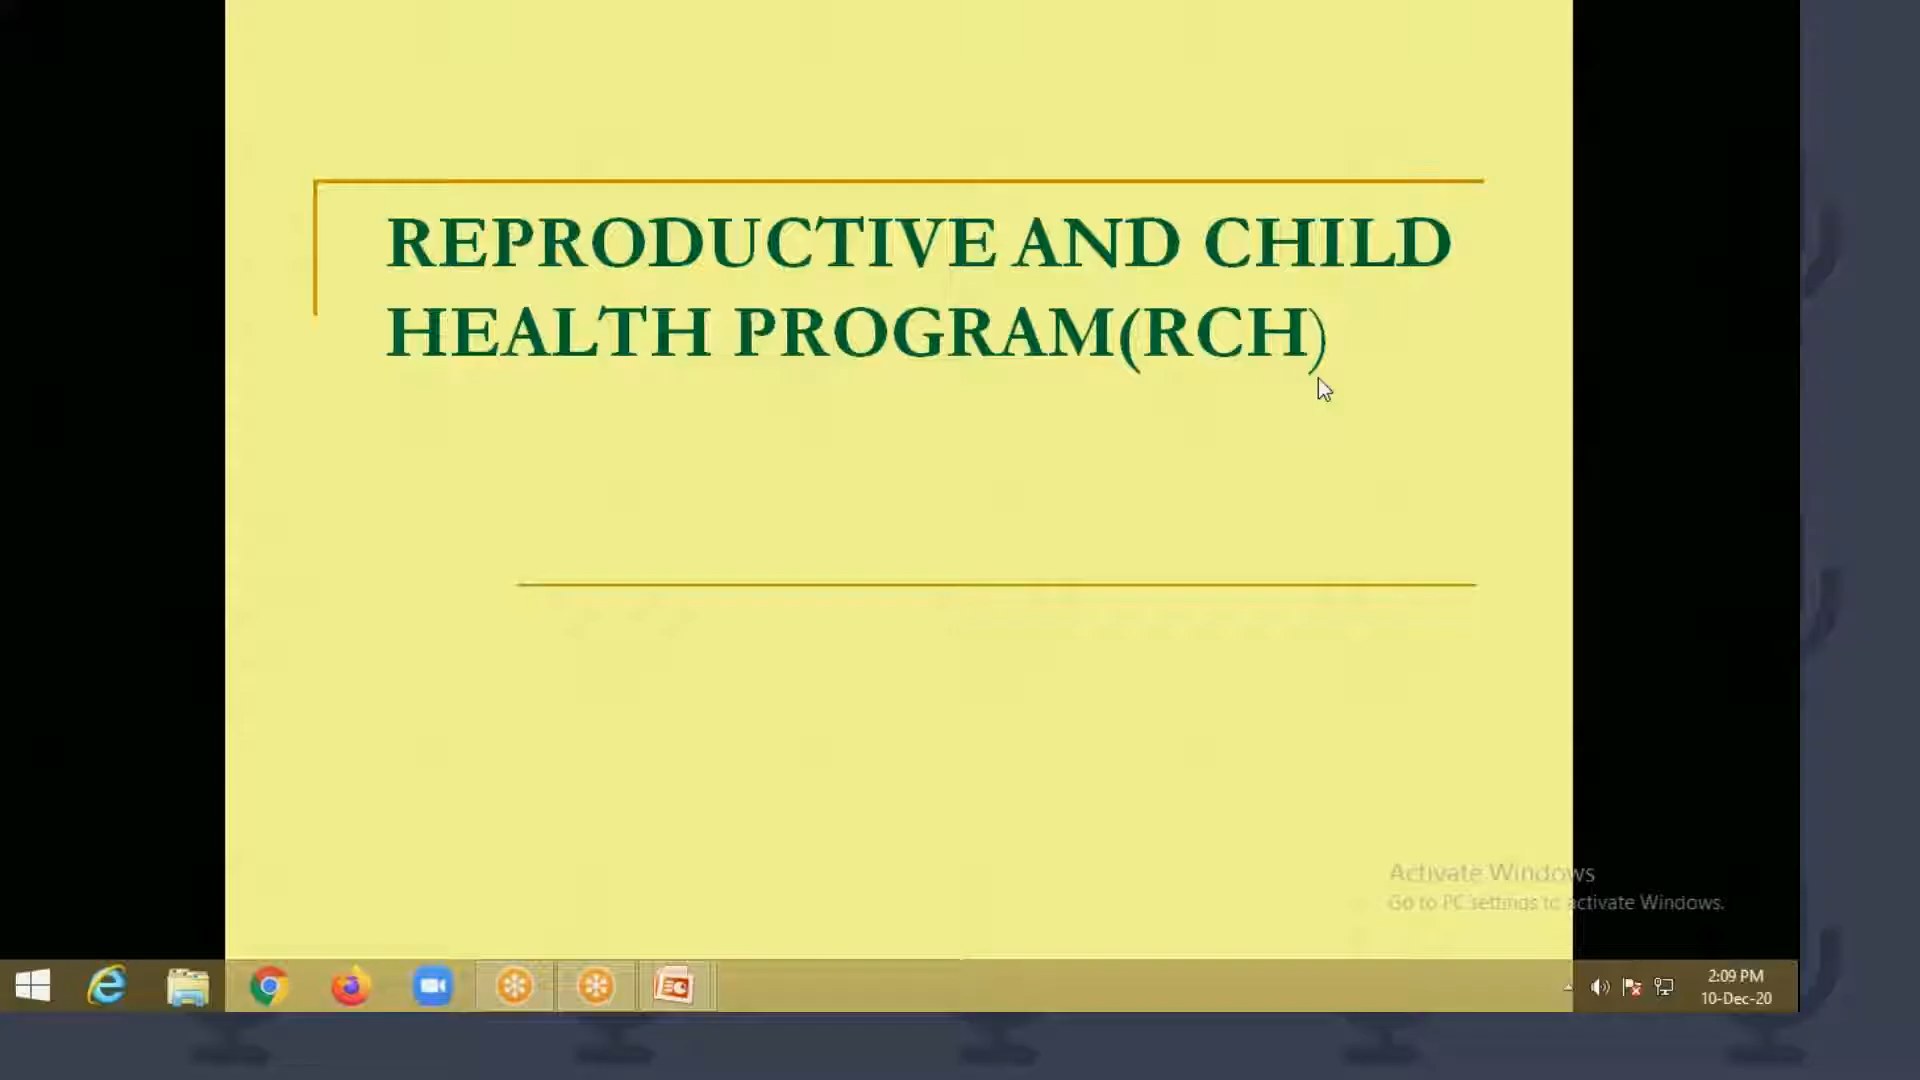 REPRODUCTIVE AND CHILD
HEALTH PROGRAM(RCH)
Activate Windows
Go to PC settings to activate Windows.
2:09 PM
10-Dec-20